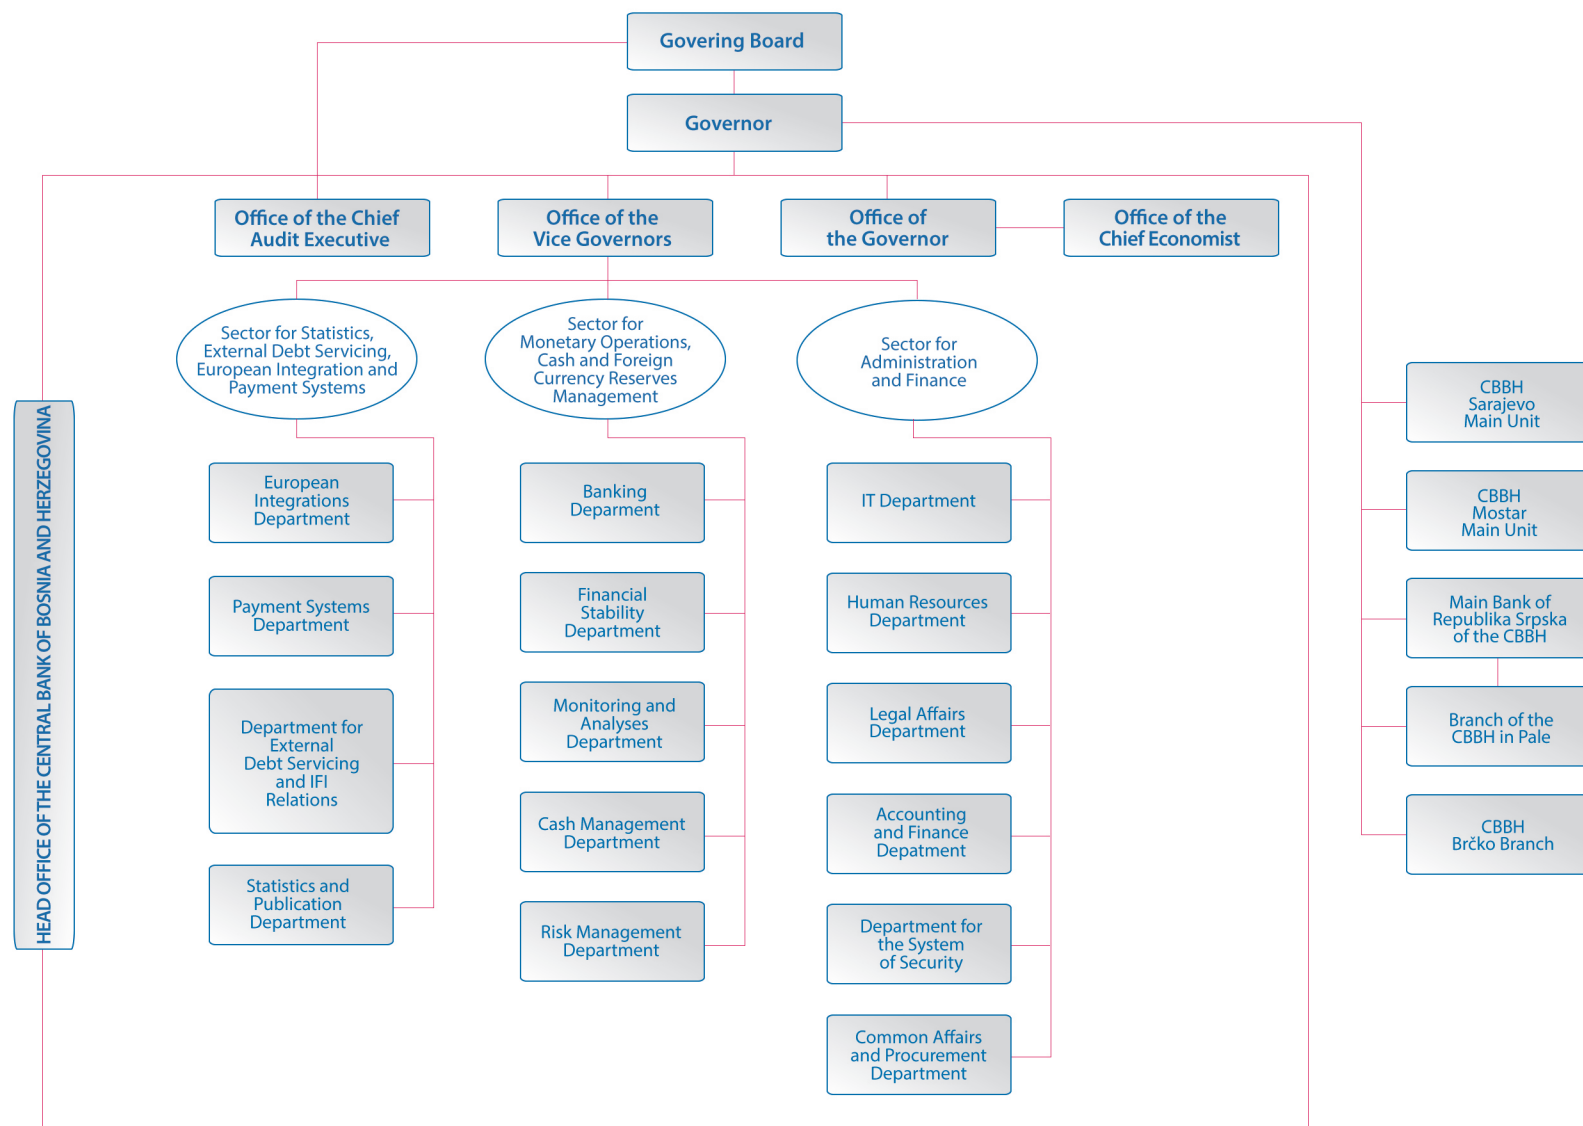 Govering Board
Governor
Office of the Chief
Audit Executive
Office of the
Vice Governors
Office of
the Governor
Office of the
Chief Economist
Sector for Statistics,
External Debt Servicing,
European Integration and
Payment Systems
Sector for
Monetary Operations,
Cash and Foreign
Currency Reserves
Management
Sector for
Administration
and Finance
HEAD OFFICE OF THE CENTRAL BANK OF BOSNIA AND HERZEGOVINA
European
Integrations
Department
Payment Systems
Department
Department for
External
Debt Servicing
and IFI
Relations
Statistics and
Publication
Department
Banking
Deparment
Financial
Stability
Department
Monitoring and
Analyses
Department
Cash Management
Department
Risk Management
Department
IT Department
Human Resources
Department
Legal Affairs
Department
Accounting
and Finance
Depatment
Department for
the System
of Security
Common Affairs
and Procurement
Department
CBBH
Sarajevo
Main Unit
CBBH
Mostar
Main Unit
Main Bank of
Republika Srpska
of the CBBH
Branch of the
CBBH in Pale
CBBH
Brčko Branch